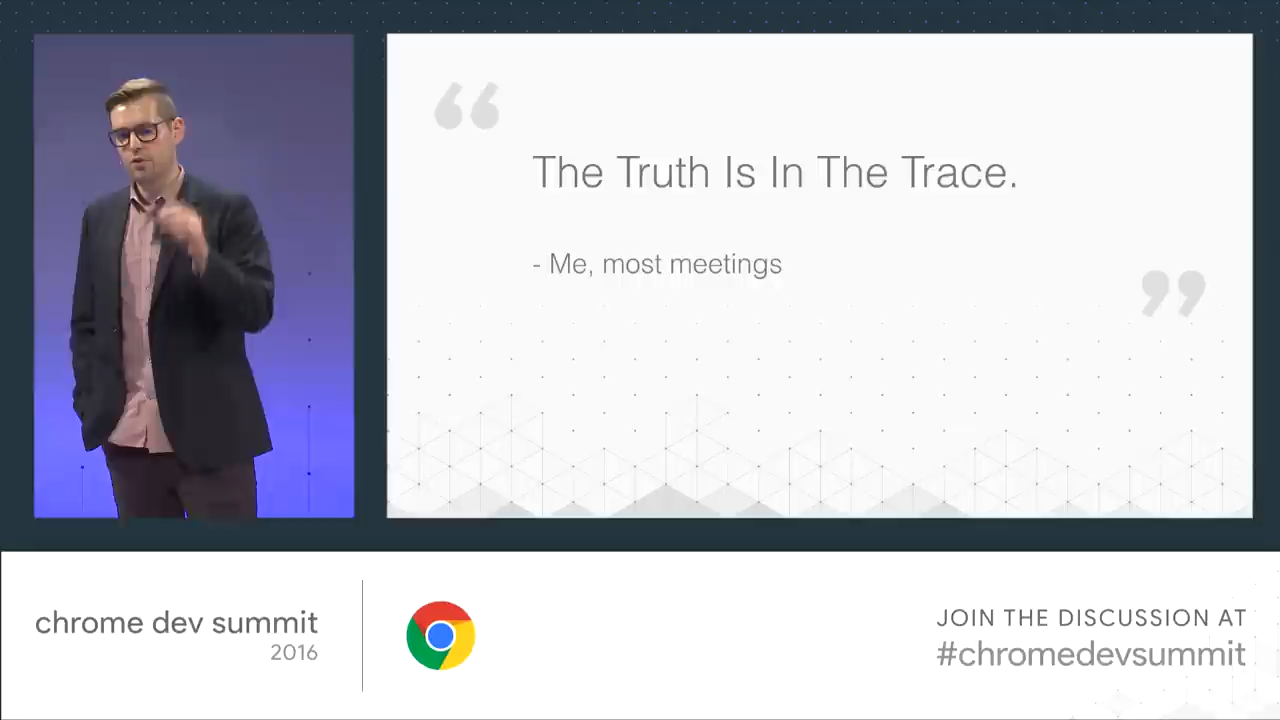 “
The Truth Is In The Trace.
- Me, most meetings
”
chrome dev summit
2016
JOIN THE DISCUSSION AT
#chromedevsummit